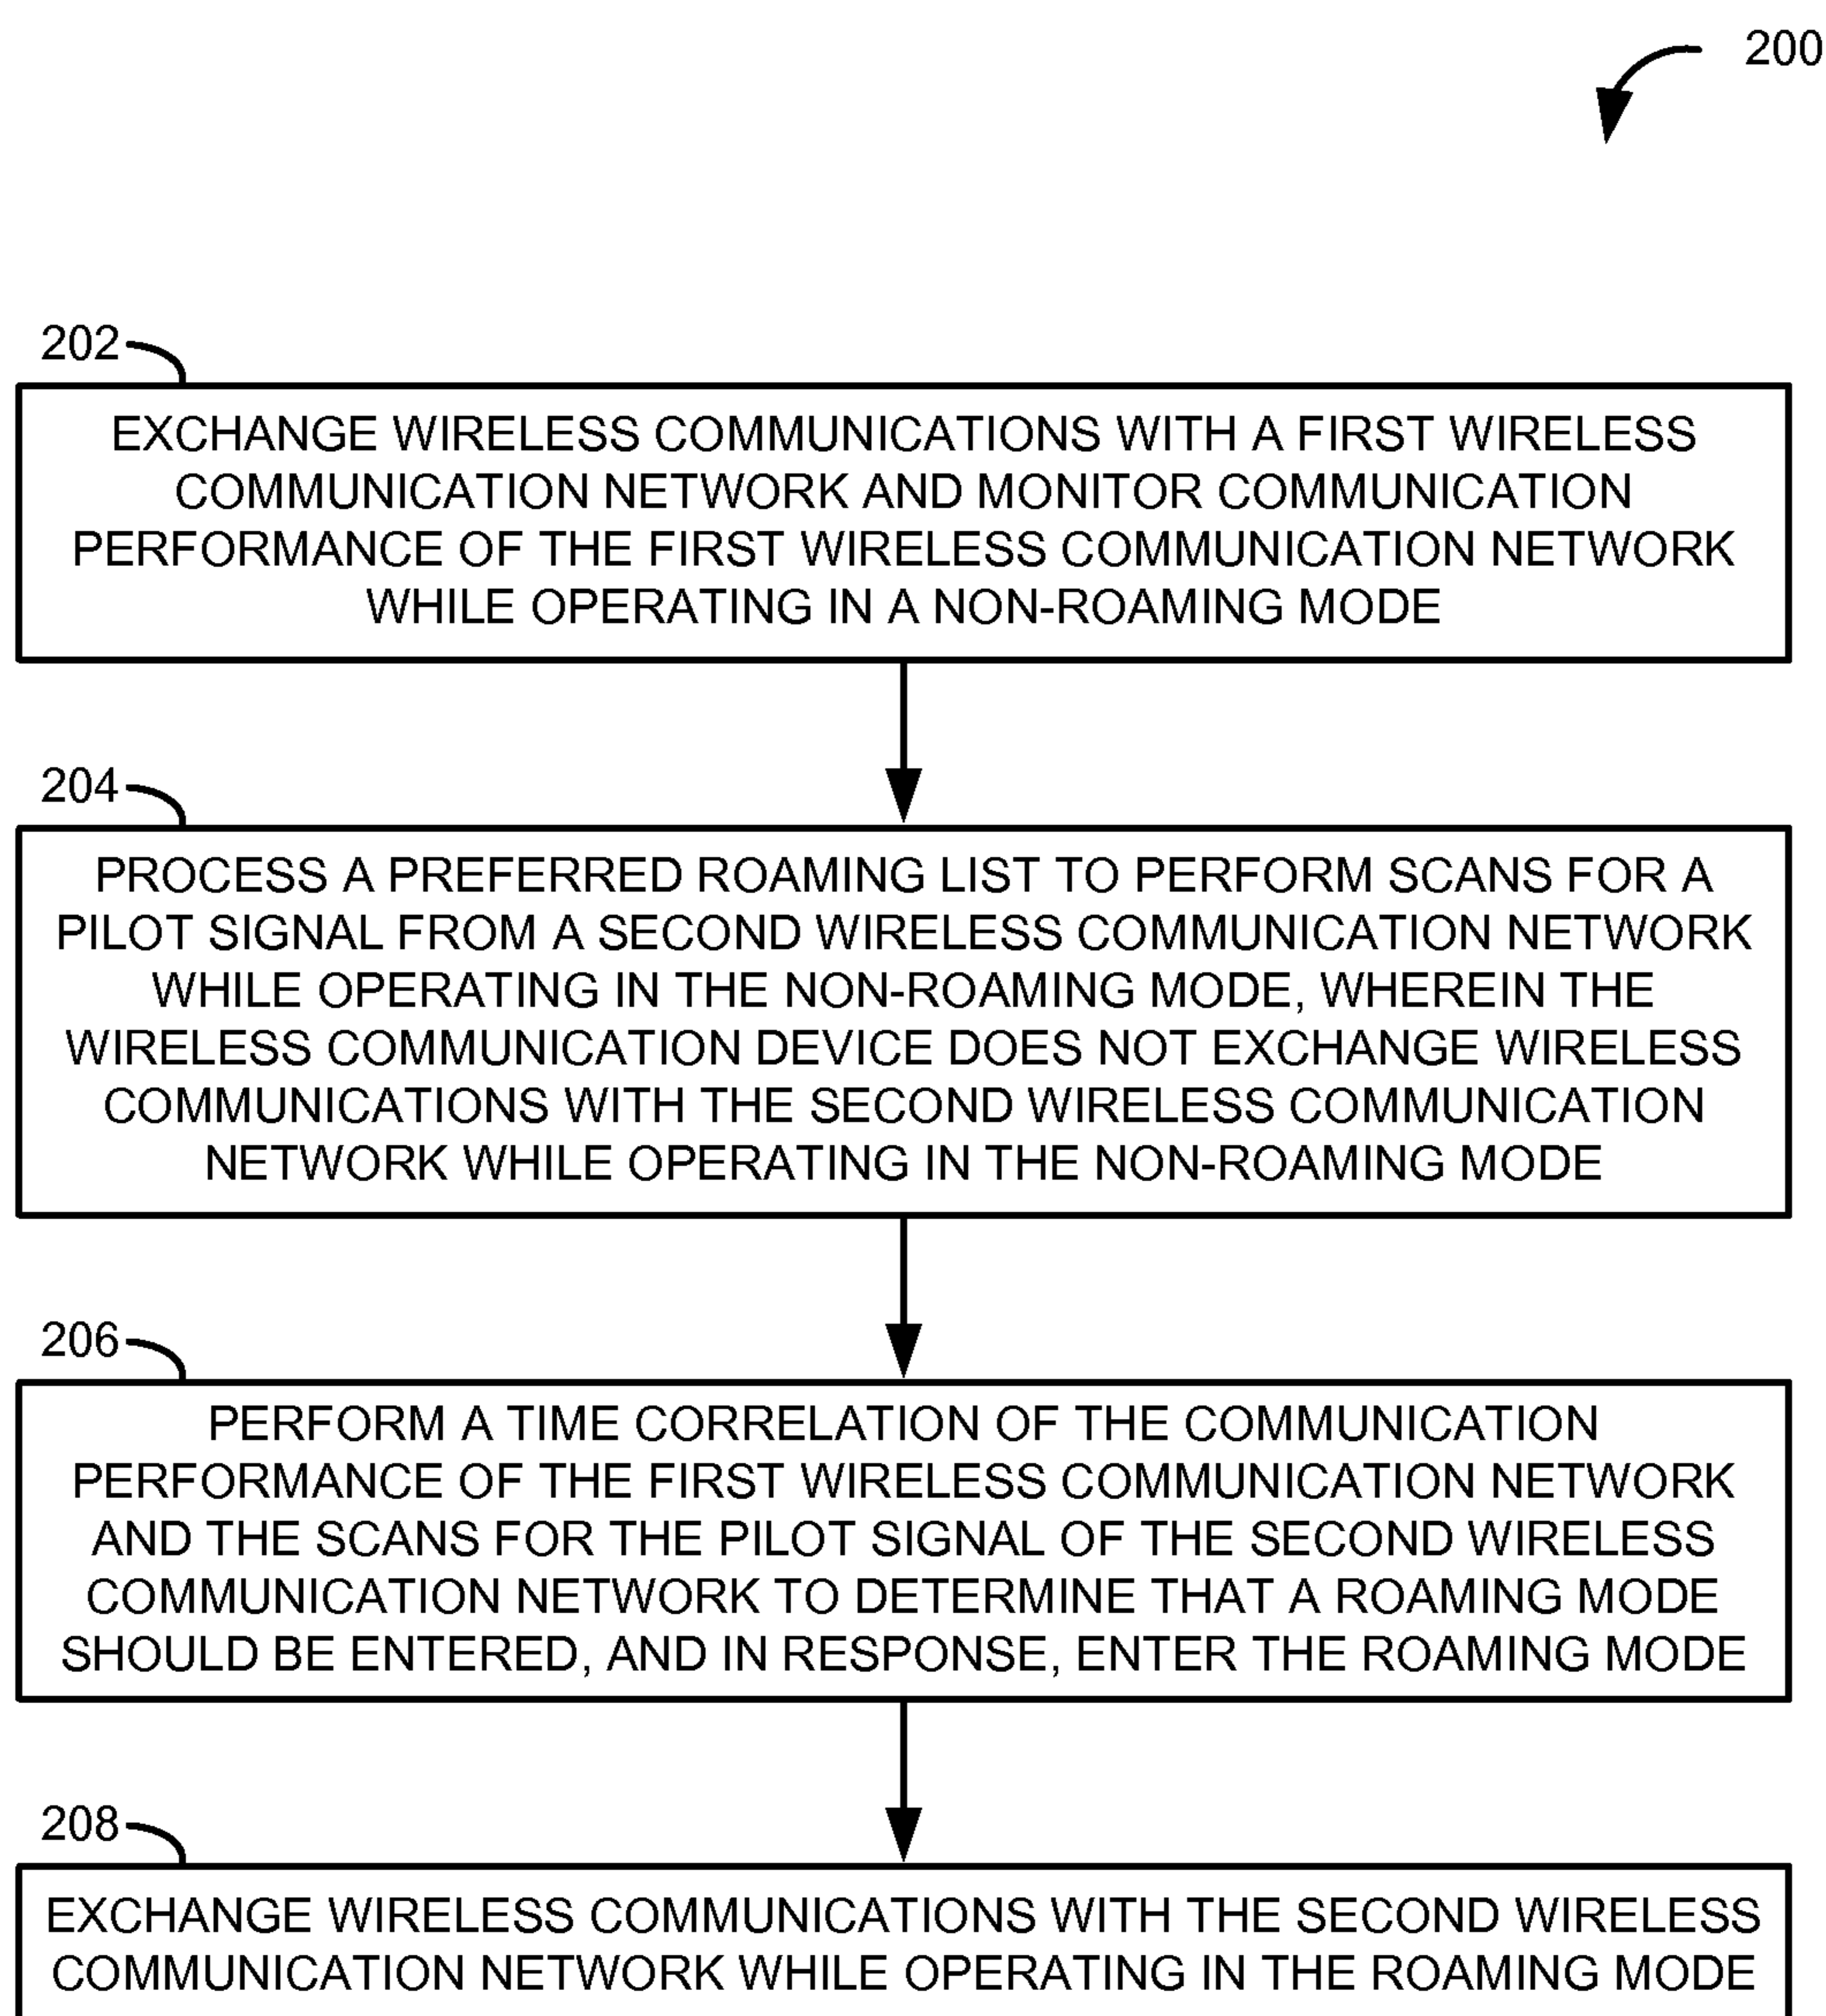 200
202
EXCHANGE WIRELESS COMMUNICATIONS WITH A FIRST WIRELESS
COMMUNICATION NETWORK AND MONITOR COMMUNICATION
PERFORMANCE OF THE FIRST WIRELESS COMMUNICATION NETWORK
WHILE OPERATING IN A NON-ROAMING MODE
204
PROCESS A PREFERRED ROAMING LIST TO PERFORM SCANS FOR A
PILOT SIGNAL FROM A SECOND WIRELESS COMMUNICATION NETWORK
WHILE OPERATING IN THE NON-ROAMING MODE, WHEREIN THE
WIRELESS COMMUNICATION DEVICE DOES NOT EXCHANGE WIRELESS
COMMUNICATIONS WITH THE SECOND WIRELESS COMMUNICATION
NETWORK WHILE OPERATING IN THE NON-ROAMING MODE
206
PERFORM A TIME CORRELATION OF THE COMMUNICATION
PERFORMANCE OF THE FIRST WIRELESS COMMUNICATION NETWORK
AND THE SCANS FOR THE PILOT SIGNAL OF THE SECOND WIRELESS
COMMUNICATION NETWORK TO DETERMINE THAT A ROAMING MODE
SHOULD BE ENTERED, AND IN RESPONSE, ENTER THE ROAMING MODE
208
EXCHANGE WIRELESS COMMUNICATIONS WITH THE SECOND WIRELESS
COMMUNICATION NETWORK WHILE OPERATING IN THE ROAMING MODE